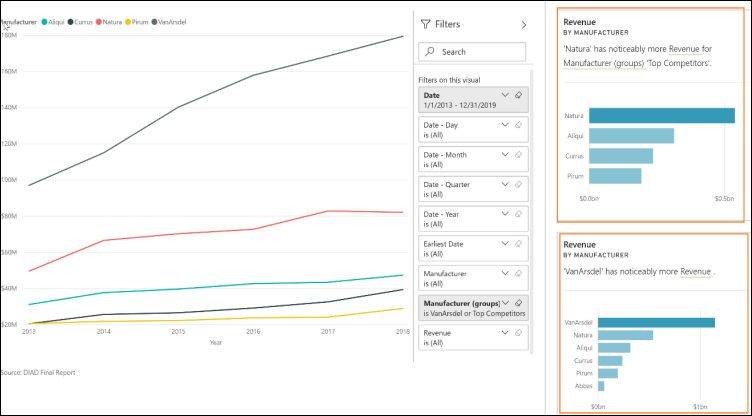 Manufacturer Aliqui Currus Natura Pirum VanArsdel
180M
160M
140M
120M
100M
$80M
$60M
$40M
$20M
2013 2014 2015 2016 2017 2018
Year
Source: DIAD Final Report
Filters
Search
Filters on this visual
Date
1/1/2013 - 12/31/2019
Date - Day
is (All)
Date - Month
is (All)
Date - Quarter
is (All)
Date - Year
is (All)
Earliest Date
is (All)
Manufacturer
is (All)
Manufacturer (groups)
is VanArsdel or Top Competitors
Revenue
is (All)
Revenue
BY MANUFACTURER
'Natura' has noticeably more Revenue for
Manufacturer (groups) 'Top Competitors'.
Natura
Aliqui
Currus
Pirum
$0.0bn $0.5bn
Revenue
BY MANUFACTURER
'VanArsdel' has noticeably more Revenue .
VanArsdel
Natura
Aliqui
Currus
Pirum
Abbas
$0bn $1bn